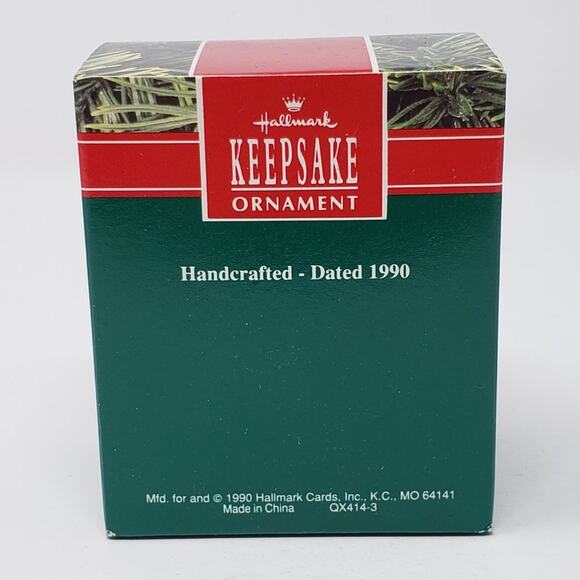 Hallmark
KEEPSAKE
ORNAMENT
Handcrafted - Dated 1990
Mfd. for and © 1990 Hallmark Cards, Inc., K.C., MO 64141
Made in China QX414-3